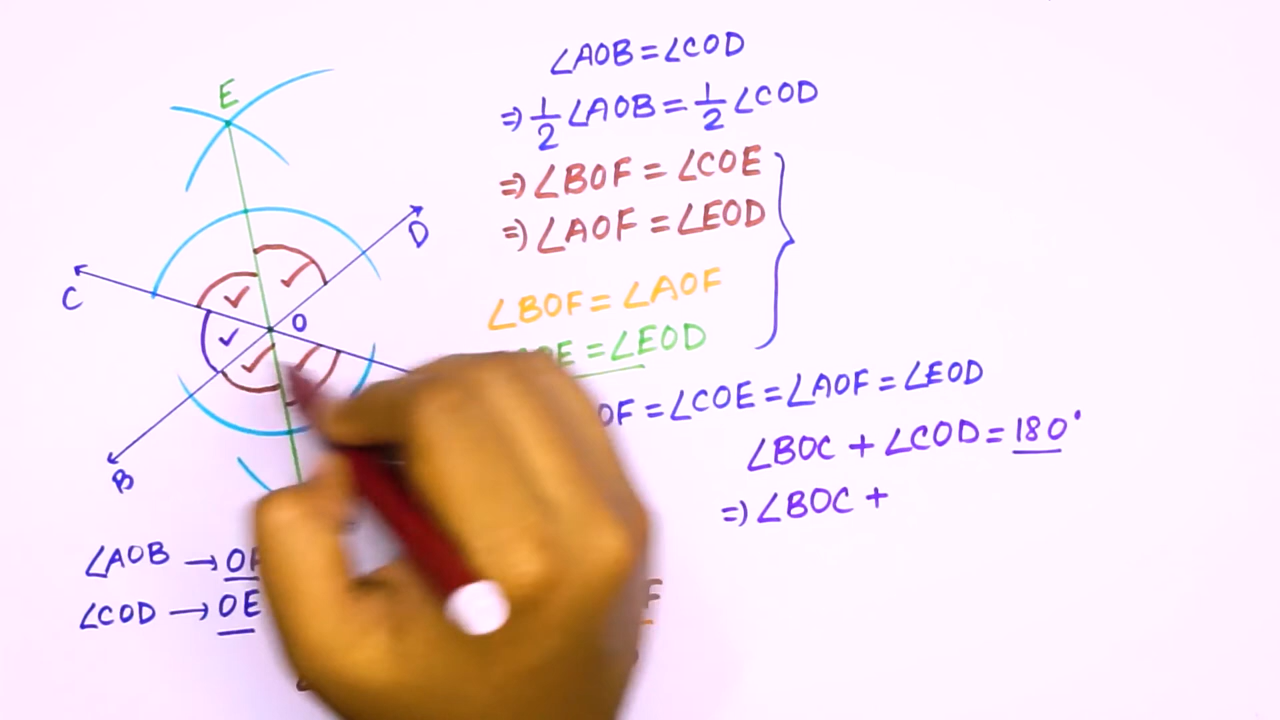 E
D
C
O
B
∠AOB → O
∠COD → OE
∠AOB = ∠COD
⇒ 1/2 ∠AOB = 1/2 ∠COD
⇒ ∠BOF = ∠COE
⇒ ∠AOF = ∠EOD
∠BOF = ∠AOF
OE = ∠EOD
OF = ∠COE = ∠AOF = ∠EOD
∠BOC + ∠COD = 180°
⇒ ∠BOC +
F